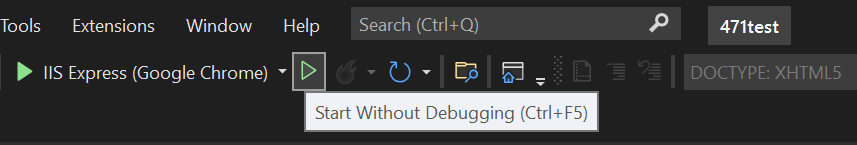 Tools Extensions Window Help Search (Ctrl+Q) 471test
IIS Express (Google Chrome) DOCTYPE: XHTML5
Start Without Debugging (Ctrl+F5)